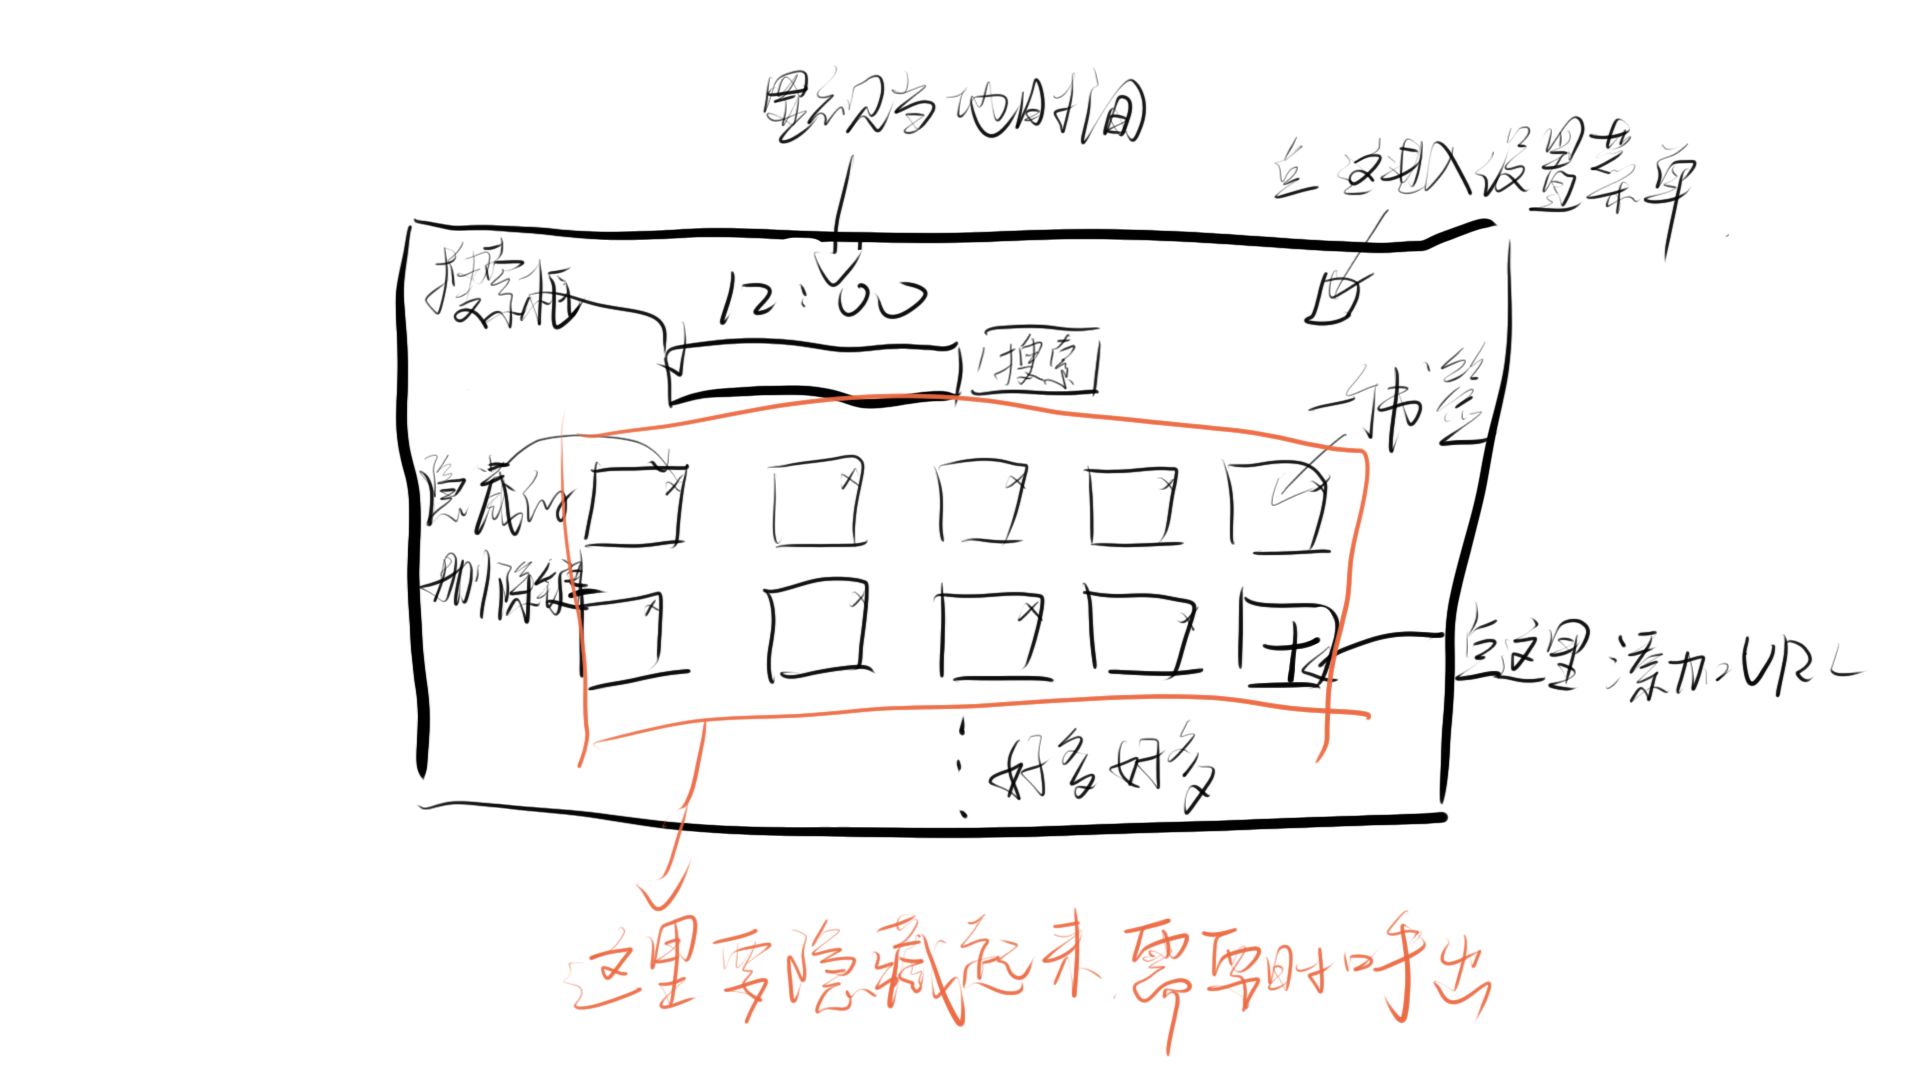 显示当地时间
点这进入设置菜单
搜索框
12:00
搜索
书签
隐藏的
删除键
点这里添加URL
好多好多
这里要隐藏起来需要时呼出